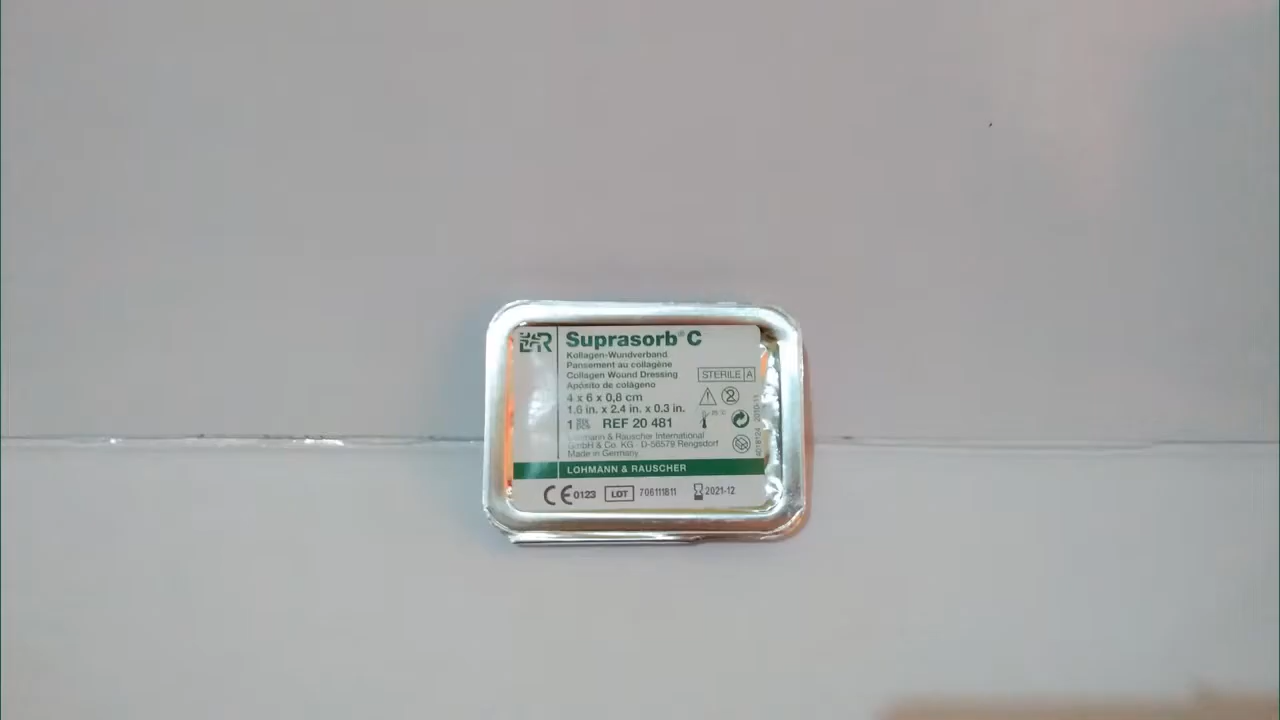 L&R
Suprasorb® C
Kollagen-Wundverband
Pansement au collagène
Collagen Wound Dressing
Apósito de colágeno
STERILE A
4 x 6 x 0,8 cm
1.6 in. x 2.4 in. x 0.3 in.
1 REF 20 481
Lohmann & Rauscher International
GmbH & Co. KG · D-56579 Rengsdorf
Made in Germany
LOHMANN & RAUSCHER
CE 0123 LOT 706111811 2021-12